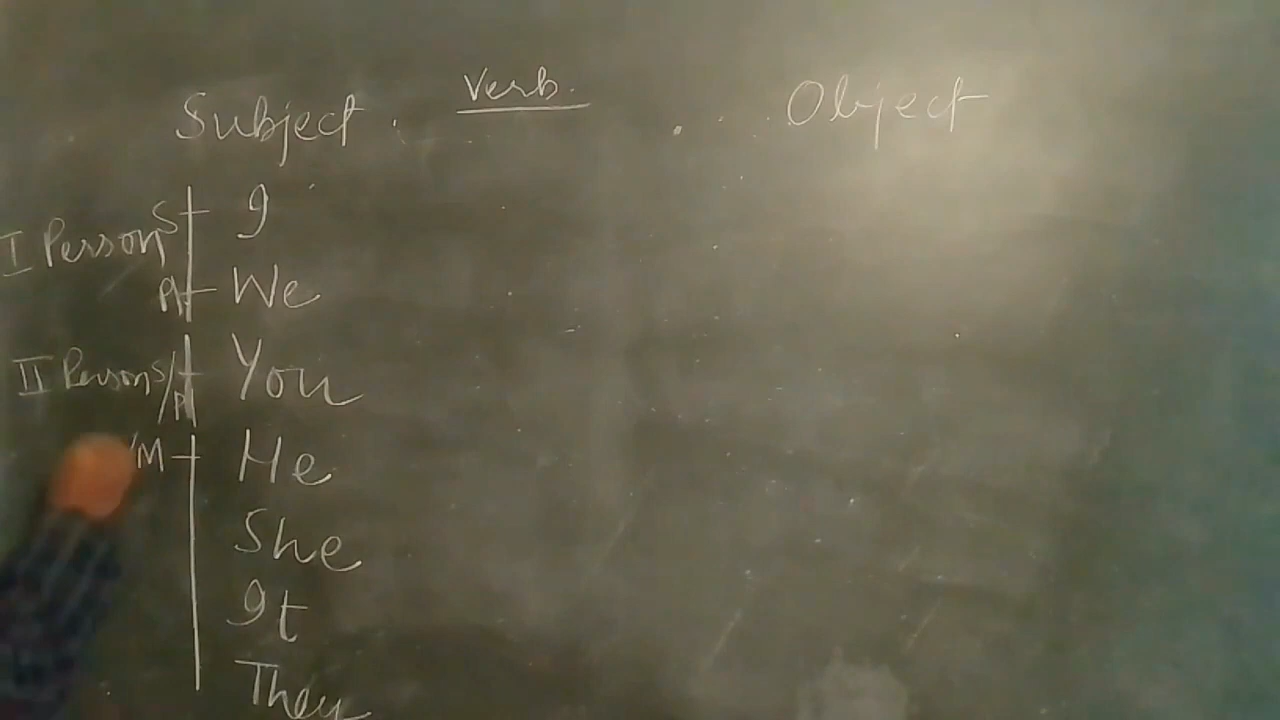 Subject Verb. Object
S I
I Person
Pl We
II Person S/Pl You
M He
She
It
They